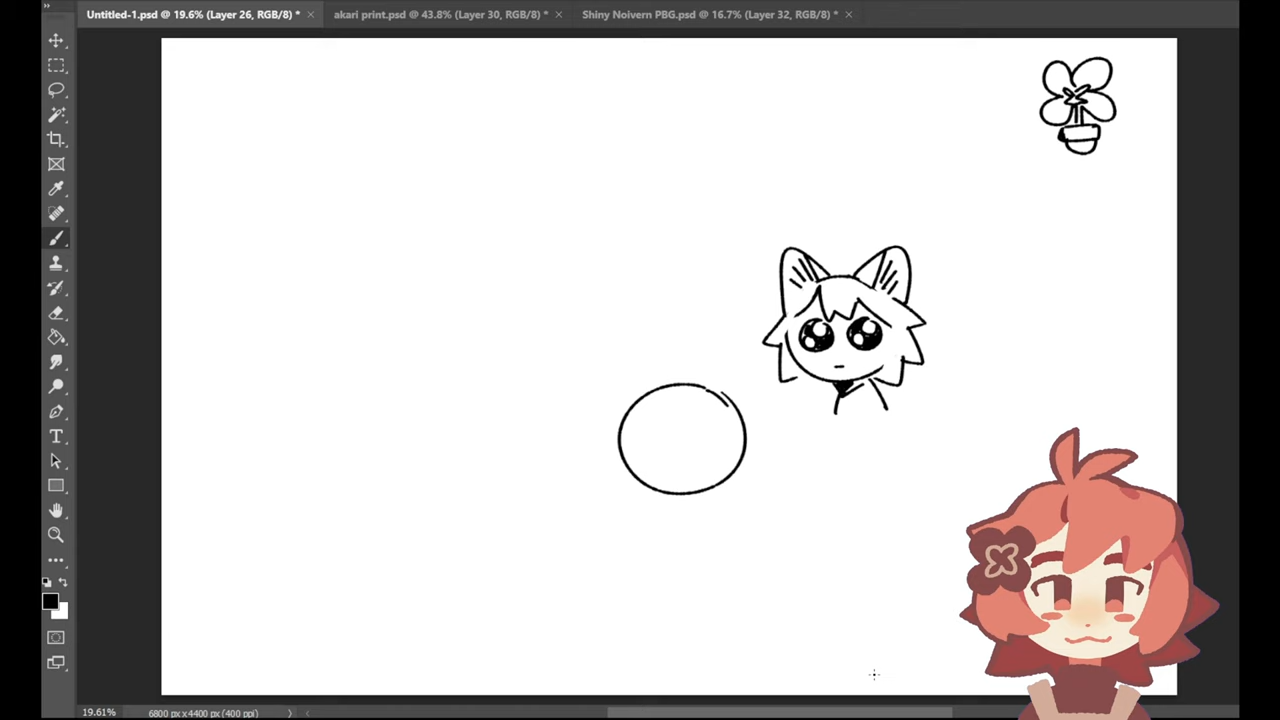 Untitled-1.psd @ 19.6% (Layer 26, RGB/8) * akari print.psd @ 43.8% (Layer 30, RGB/8) * Shiny Noivern PBG.psd @ 16.7% (Layer 32, RGB/8) *
19.61% 6800 px x 4400 px (400 ppi)